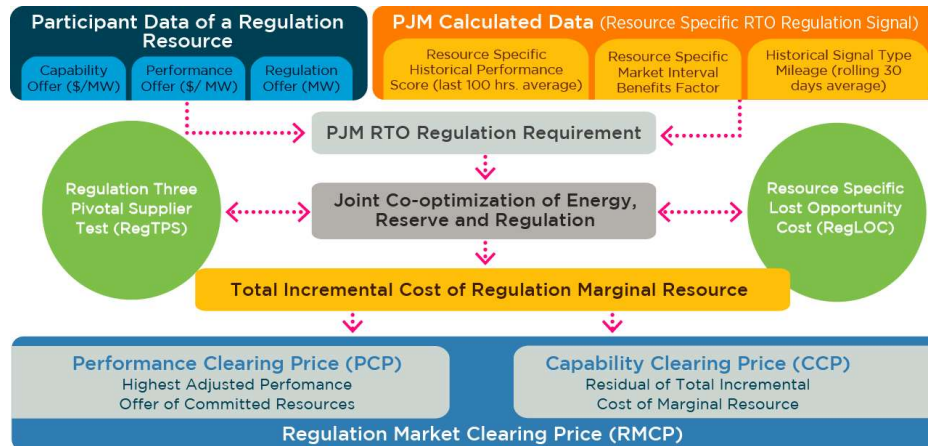 Participant Data of a Regulation
Resource
Capability
Offer ($/MW)
Performance
Offer ($/ MW)
Regulation
Offer (MW)
PJM Calculated Data (Resource Specific RTO Regulation Signal)
Resource Specific
Historical Performance
Score (last 100 hrs. average)
Resource Specific
Market Interval
Benefits Factor
Historical Signal Type
Mileage (rolling 30
days average)
PJM RTO Regulation Requirement
Regulation Three
Pivotal Supplier
Test (RegTPS)
Joint Co-optimization of Energy,
Reserve and Regulation
Resource Specific
Lost Opportunity
Cost (RegLOC)
Total Incremental Cost of Regulation Marginal Resource
Performance Clearing Price (PCP)
Highest Adjusted Perfomance
Offer of Committed Resources
Capability Clearing Price (CCP)
Residual of Total Incremental
Cost of Marginal Resource
Regulation Market Clearing Price (RMCP)